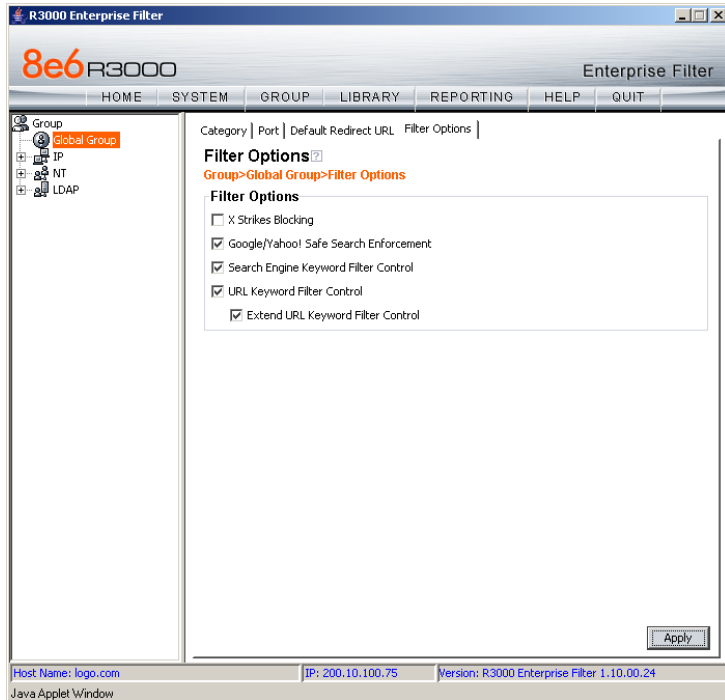 R3000 Enterprise Filter
8e6 R3000
Enterprise Filter
HOME SYSTEM GROUP LIBRARY REPORTING HELP QUIT
Group
Global Group
IP
NT
LDAP
Category Port Default Redirect URL Filter Options
Filter Options?
Group>Global Group>Filter Options
Filter Options
X Strikes Blocking
Google/Yahoo! Safe Search Enforcement
Search Engine Keyword Filter Control
URL Keyword Filter Control
Extend URL Keyword Filter Control
Apply
Host Name: logo.com IP: 200.10.100.75 Version: R3000 Enterprise Filter 1.10.00.24
Java Applet Window